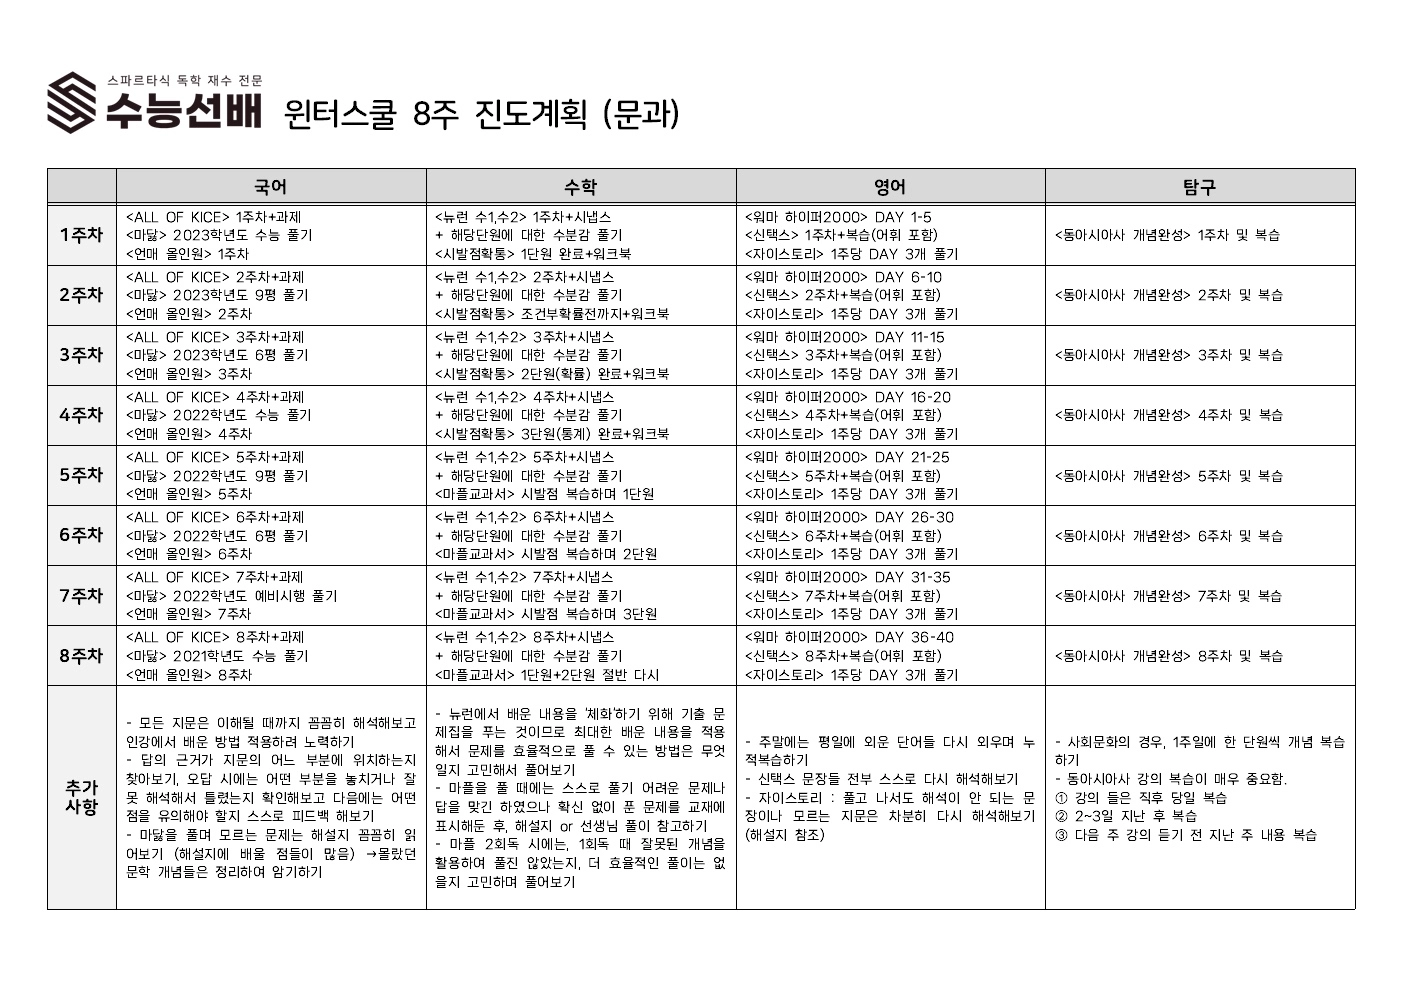 스파르타식 독학 재수 전문
수능선배 윈터스쿨 8주 진도계획 (문과)
국어 수학 영어 탐구
1주차
<ALL OF KICE> 1주차+과제
<마닳> 2023학년도 수능 풀기
<언매 올인원> 1주차
<뉴런 수1,수2> 1주차+시냅스
+ 해당단원에 대한 수분감 풀기
<시발점확통> 1단원 완료+워크북
<워마 하이퍼2000> DAY 1-5
<신택스> 1주차+복습(어휘 포함)
<자이스토리> 1주당 DAY 3개 풀기
<동아시아사 개념완성> 1주차 및 복습
2주차
<ALL OF KICE> 2주차+과제
<마닳> 2023학년도 9평 풀기
<언매 올인원> 2주차
<뉴런 수1,수2> 2주차+시냅스
+ 해당단원에 대한 수분감 풀기
<시발점확통> 조건부확률전까지+워크북
<워마 하이퍼2000> DAY 6-10
<신택스> 2주차+복습(어휘 포함)
<자이스토리> 1주당 DAY 3개 풀기
<동아시아사 개념완성> 2주차 및 복습
3주차
<ALL OF KICE> 3주차+과제
<마닳> 2023학년도 6평 풀기
<언매 올인원> 3주차
<뉴런 수1,수2> 3주차+시냅스
+ 해당단원에 대한 수분감 풀기
<시발점확통> 2단원(확률) 완료+워크북
<워마 하이퍼2000> DAY 11-15
<신택스> 3주차+복습(어휘 포함)
<자이스토리> 1주당 DAY 3개 풀기
<동아시아사 개념완성> 3주차 및 복습
4주차
<ALL OF KICE> 4주차+과제
<마닳> 2022학년도 수능 풀기
<언매 올인원> 4주차
<뉴런 수1,수2> 4주차+시냅스
+ 해당단원에 대한 수분감 풀기
<시발점확통> 3단원(통계) 완료+워크북
<워마 하이퍼2000> DAY 16-20
<신택스> 4주차+복습(어휘 포함)
<자이스토리> 1주당 DAY 3개 풀기
<동아시아사 개념완성> 4주차 및 복습
5주차
<ALL OF KICE> 5주차+과제
<마닳> 2022학년도 9평 풀기
<언매 올인원> 5주차
<뉴런 수1,수2> 5주차+시냅스
+ 해당단원에 대한 수분감 풀기
<마플교과서> 시발점 복습하며 1단원
<워마 하이퍼2000> DAY 21-25
<신택스> 5주차+복습(어휘 포함)
<자이스토리> 1주당 DAY 3개 풀기
<동아시아사 개념완성> 5주차 및 복습
6주차
<ALL OF KICE> 6주차+과제
<마닳> 2022학년도 6평 풀기
<언매 올인원> 6주차
<뉴런 수1,수2> 6주차+시냅스
+ 해당단원에 대한 수분감 풀기
<마플교과서> 시발점 복습하며 2단원
<워마 하이퍼2000> DAY 26-30
<신택스> 6주차+복습(어휘 포함)
<자이스토리> 1주당 DAY 3개 풀기
<동아시아사 개념완성> 6주차 및 복습
7주차
<ALL OF KICE> 7주차+과제
<마닳> 2022학년도 예비시행 풀기
<언매 올인원> 7주차
<뉴런 수1,수2> 7주차+시냅스
+ 해당단원에 대한 수분감 풀기
<마플교과서> 시발점 복습하며 3단원
<워마 하이퍼2000> DAY 31-35
<신택스> 7주차+복습(어휘 포함)
<자이스토리> 1주당 DAY 3개 풀기
<동아시아사 개념완성> 7주차 및 복습
8주차
<ALL OF KICE> 8주차+과제
<마닳> 2021학년도 수능 풀기
<언매 올인원> 8주차
<뉴런 수1,수2> 8주차+시냅스
+ 해당단원에 대한 수분감 풀기
<마플교과서> 1단원+2단원 절반 다시
<워마 하이퍼2000> DAY 36-40
<신택스> 8주차+복습(어휘 포함)
<자이스토리> 1주당 DAY 3개 풀기
<동아시아사 개념완성> 8주차 및 복습
추가
사항
- 모든 지문은 이해될 때까지 꼼꼼히 해석해보고
인강에서 배운 방법 적용하려 노력하기
- 답의 근거가 지문의 어느 부분에 위치하는지
찾아보기, 오답 시에는 어떤 부분을 놓치거나 잘
못 해석해서 틀렸는지 확인해보고 다음에는 어떤
점을 유의해야 할지 스스로 피드백 해보기
- 마닳을 풀며 모르는 문제는 해설지 꼼꼼히 읽
어보기 (해설지에 배울 점들이 많음) →몰랐던
문학 개념들은 정리하여 암기하기
- 뉴런에서 배운 내용을 '체화'하기 위해 기출 문
제집을 푸는 것이므로 최대한 배운 내용을 적용
해서 문제를 효율적으로 풀 수 있는 방법은 무엇
일지 고민해서 풀어보기
- 마플을 풀 때에는 스스로 풀기 어려운 문제나
답을 맞긴 하였으나 확신 없이 푼 문제를 교재에
표시해둔 후, 해설지 or 선생님 풀이 참고하기
- 마플 2회독 시에는, 1회독 때 잘못된 개념을
활용하여 풀진 않았는지, 더 효율적인 풀이는 없
을지 고민하며 풀어보기
- 주말에는 평일에 외운 단어들 다시 외우며 누
적복습하기
- 신택스 문장들 전부 스스로 다시 해석해보기
- 자이스토리 : 풀고 나서도 해석이 안 되는 문
장이나 모르는 지문은 차분히 다시 해석해보기
(해설지 참조)
- 사회문화의 경우, 1주일에 한 단원씩 개념 복습
하기
- 동아시아사 강의 복습이 매우 중요함.
① 강의 들은 직후 당일 복습
② 2~3일 지난 후 복습
③ 다음 주 강의 듣기 전 지난 주 내용 복습